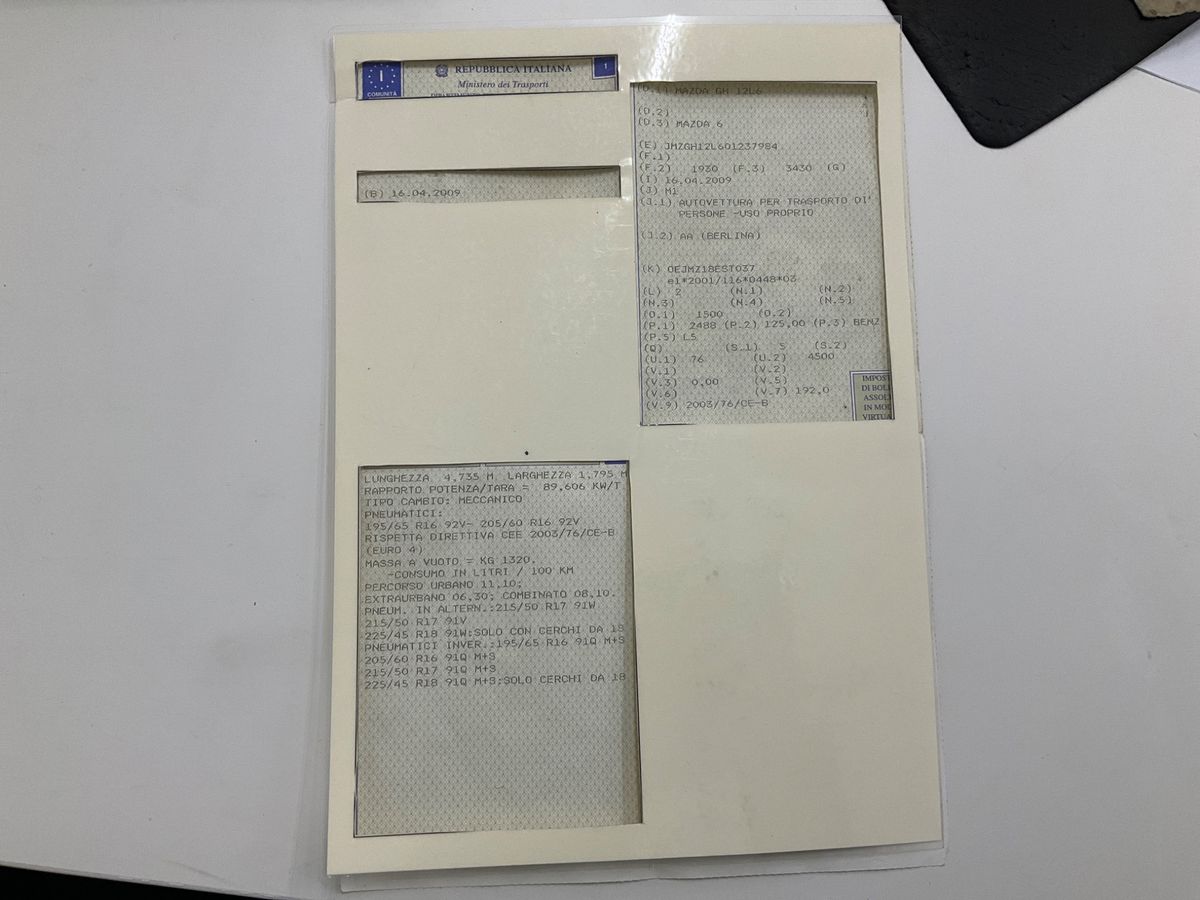 I
COMUNITÀ
REPUBBLICA ITALIANA
Ministero dei Trasporti
1
(B) 16.04.2009
(D.1) MAZDA GH 12L6
(D.2)
(D.3) MAZDA 6
(E) JMZGH12L601237984
(F.1)
(F.2) 1930 (F.3) 3430 (G)
(I) 16.04.2009
(J) M1
(J.1) AUTOVETTURA PER TRASPORTO DI
PERSONE -USO PROPRIO
(J.2) AA (BERLINA)
(K) OEJMZ18EST037
e1*2001/116*0448*03
(L) 2 (N.1) (N.2)
(N.3) (N.4) (N.5)
(O.1) 1500 (O.2)
(P.1) 2488 (P.2) 125,00 (P.3) BENZ
(P.5) L5
(Q) (S.1) 5 (S.2)
(U.1) 76 (U.2) 4500
(V.1) (V.2)
(V.3) 0,00 (V.5)
(V.6) (V.7) 192,0
(V.9) 2003/76/CE-B
IMPOST
DI BOLL
ASSOL
IN MOD
VIRTUA
LUNGHEZZA 4,735 M LARGHEZZA 1,795 M
RAPPORTO POTENZA/TARA = 89,606 KW/T
TIPO CAMBIO: MECCANICO
PNEUMATICI:
195/65 R16 92V- 205/60 R16 92V
RISPETTA DIRETTIVA CEE 2003/76/CE-B
(EURO 4)
MASSA A VUOTO = KG 1320.
-CONSUMO IN LITRI / 100 KM
PERCORSO URBANO 11,10;
EXTRAURBANO 06,30; COMBINATO 08,10.
PNEUM. IN ALTERN.:215/50 R17 91W
215/50 R17 91V
225/45 R18 91W:SOLO CON CERCHI DA 18
PNEUMATICI INVER.:195/65 R16 91Q M+S
205/60 R16 91Q M+S
215/50 R17 91Q M+S
225/45 R18 91Q M+S:SOLO CERCHI DA 18